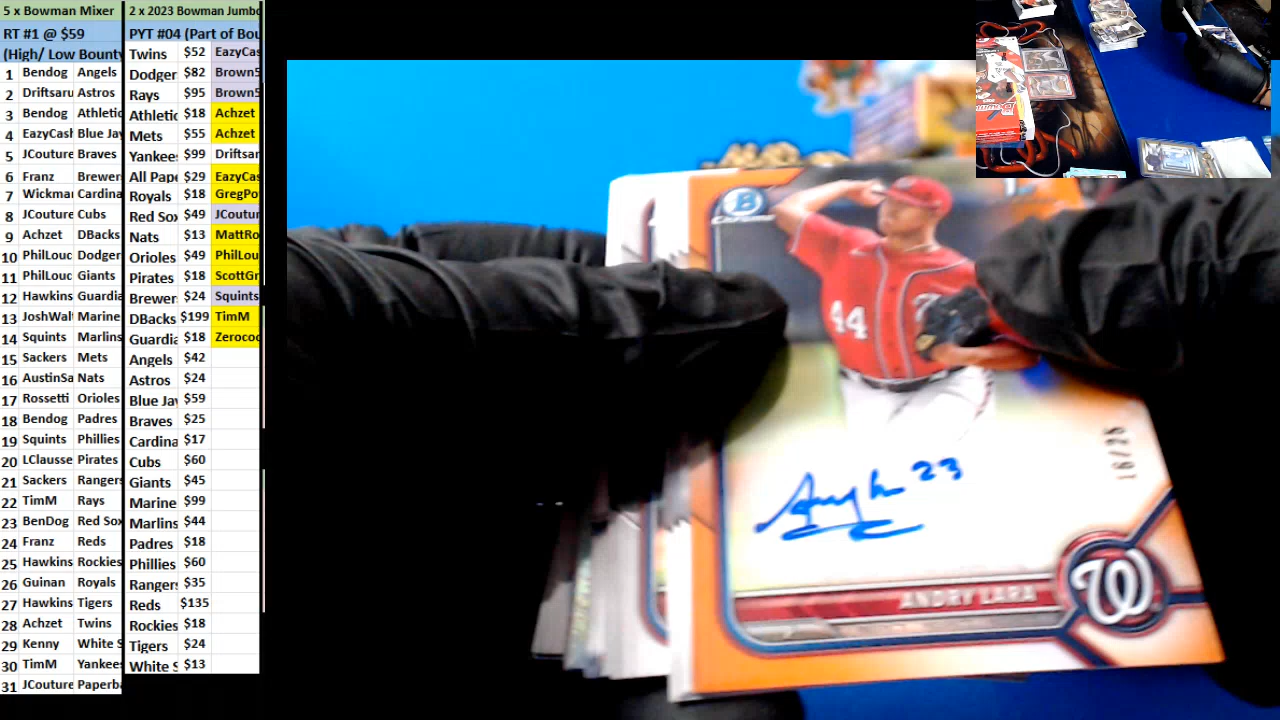 5 x Bowman Mixer
RT #1 @ $59
(High/ Low Bounty
1 Bendog Angels
2 Driftsaru Astros
3 Bendog Athletic
4 EazyCash Blue Jay
5 JCouture Braves
6 Franz Brewer
7 Wickma Cardina
8 JCouture Cubs
9 Achzet DBacks
10 PhilLouc Dodger
11 PhilLouc Giants
12 Hawkins Guardia
13 JoshWal Marine
14 Squints Marlins
15 Sackers Mets
16 AustinSa Nats
17 Rossetti Orioles
18 Bendog Padres
19 Squints Phillies
20 LClausse Pirates
21 Sackers Rangers
22 TimM Rays
23 BenDog Red Sox
24 Franz Reds
25 Hawkins Rockies
26 Guinan Royals
27 Hawkins Tigers
28 Achzet Twins
29 Kenny White S
30 TimM Yankee
31 JCouture Paperb
2 x 2023 Bowman Jumbo
PYT #04 (Part of Bou
Twins $52 EazyCas
Dodger $82 Brown5
Rays $95 Brown5
Athletic $18 Achzet
Mets $55 Achzet
Yankee $99 Driftsar
All Pape $29 EazyCas
Royals $18 GregPo
Red Sox $49 JCoutur
Nats $13 MattRo
Orioles $49 PhilLou
Pirates $18 ScottGr
Brewer $24 Squints
DBacks $199 TimM
Guardia $18 Zerocoo
Angels $42
Astros $24
Blue Jay $59
Braves $25
Cardina $17
Cubs $60
Giants $45
Marine $99
Marlins $44
Padres $18
Phillies $60
Ranger $35
Reds $135
Rockies $18
Tigers $24
White S $13
B
Chrome
44
23
ANDRY LARA
W